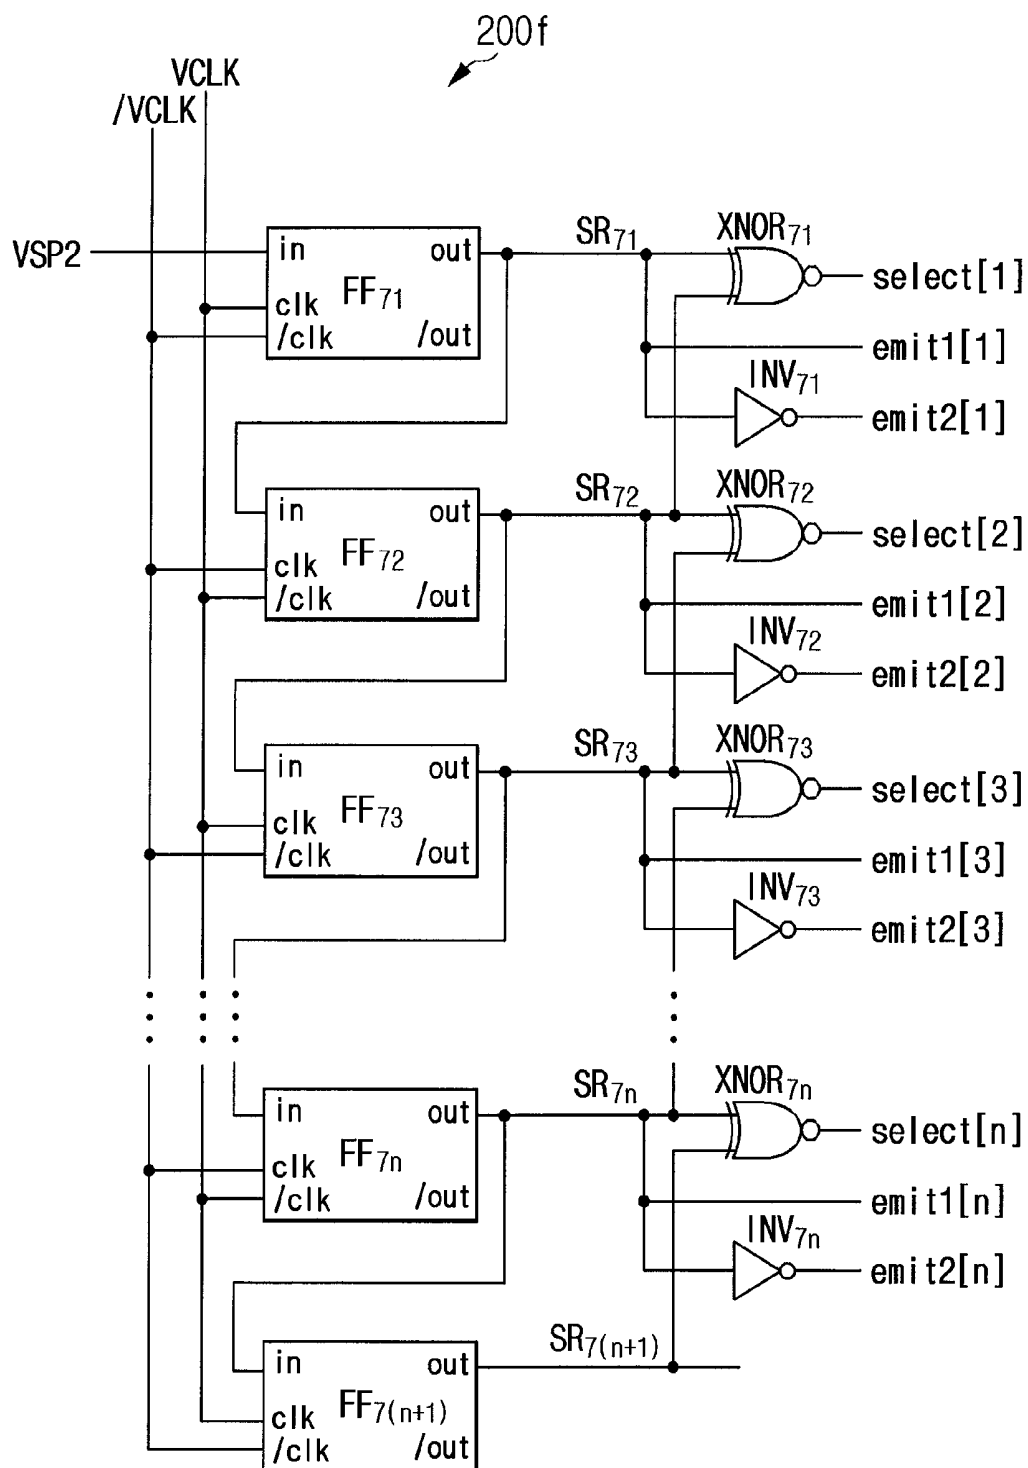 200f
VCLK
/VCLK
VSP2
in
out
FF71
clk
/clk
/out
SR71
XNOR71
select[1]
emit1[1]
INV71
emit2[1]
in
out
FF72
clk
/clk
/out
SR72
XNOR72
select[2]
emit1[2]
INV72
emit2[2]
in
out
FF73
clk
/clk
/out
SR73
XNOR73
select[3]
emit1[3]
INV73
emit2[3]
in
out
FF7n
clk
/clk
/out
SR7n
XNOR7n
select[n]
emit1[n]
INV7n
emit2[n]
in
out
FF7(n+1)
clk
/clk
/out
SR7(n+1)